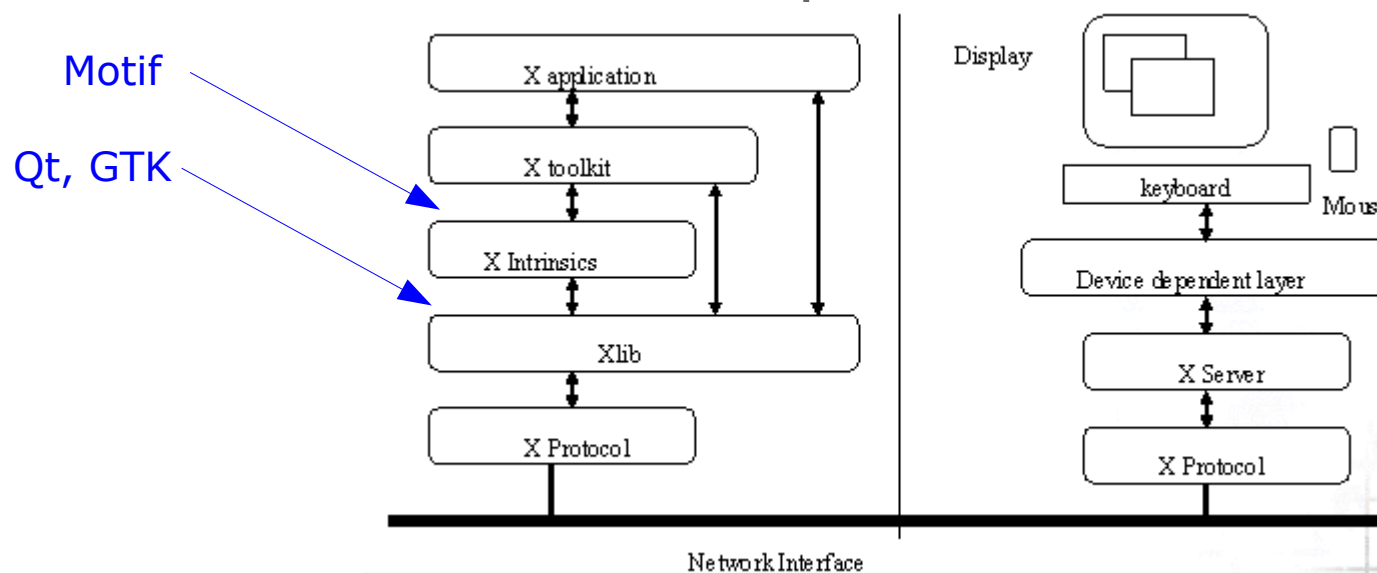 Motif
Qt, GTK
X application
X toolkit
X Intrinsics
Xlib
X Protocol
Display
keyboard
Mous
Device dependent layer
X Server
X Protocol
Network Interface